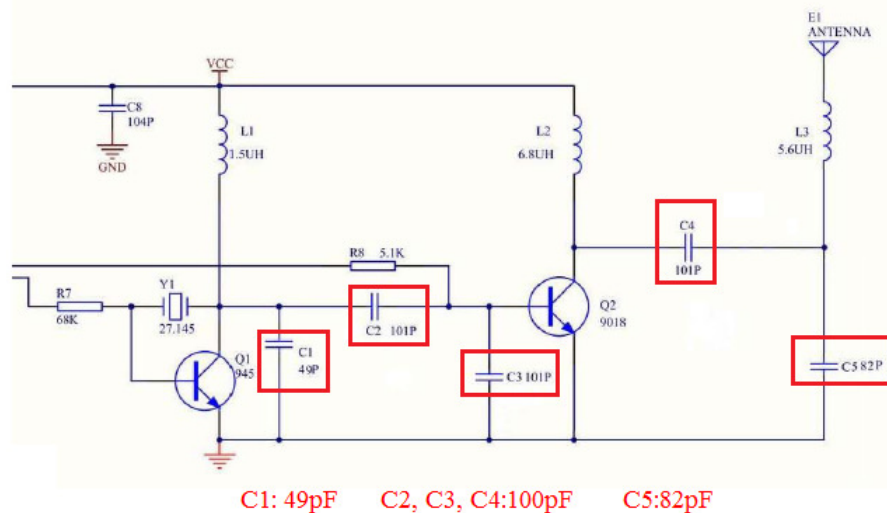 E1
ANTENNA
VCC
C8
104P
GND
L1
1.5UH
L2
6.8UH
L3
5.6UH
C4
101P
R8 5.1K
R7
68K
Y1
27.145
C2 101P
Q2
9018
Q1
945
C1
49P
C3 101P
C5 82P
C1: 49pF C2, C3, C4:100pF C5:82pF